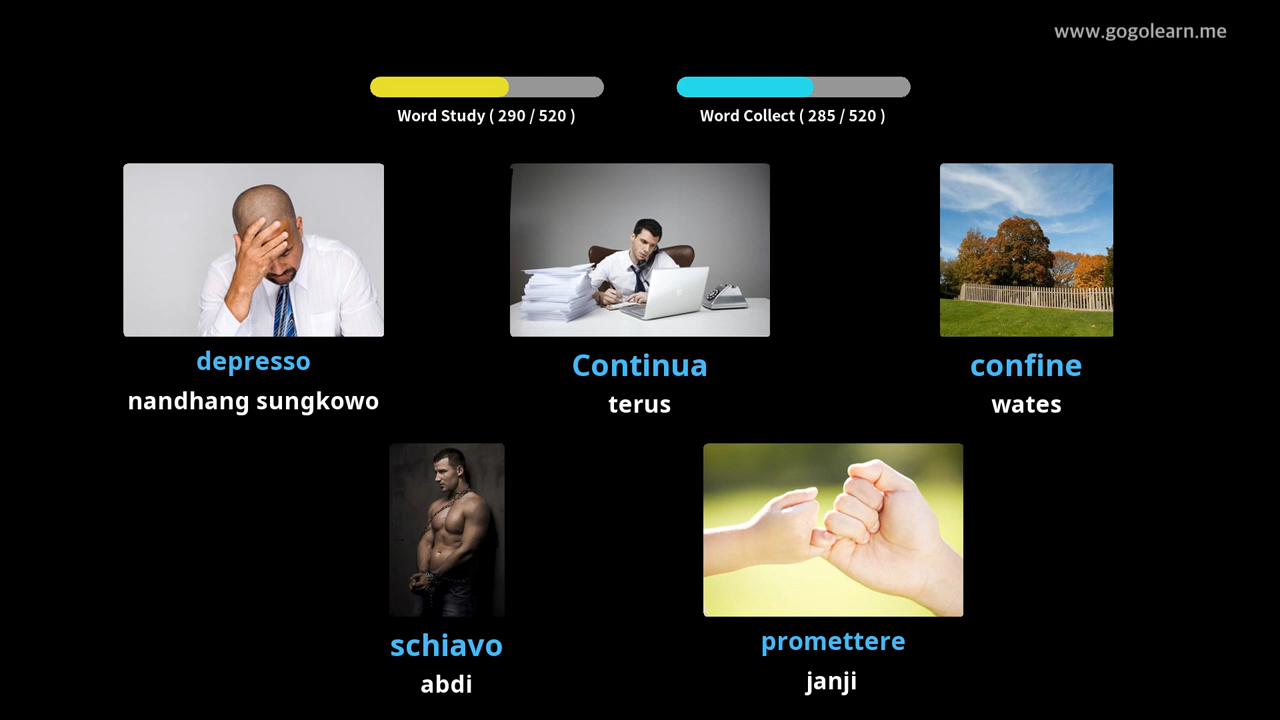 www.gogolearn.me
Word Study ( 290 / 520 )
Word Collect ( 285 / 520 )
depresso
nandhang sungkowo
Continua
terus
confine
wates
schiavo
abdi
promettere
janji